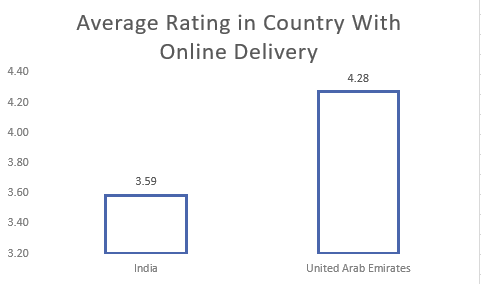 Average Rating in Country With
Online Delivery
4.40
4.20
4.00
3.80
3.60
3.40
3.20
3.59
4.28
India
United Arab Emirates